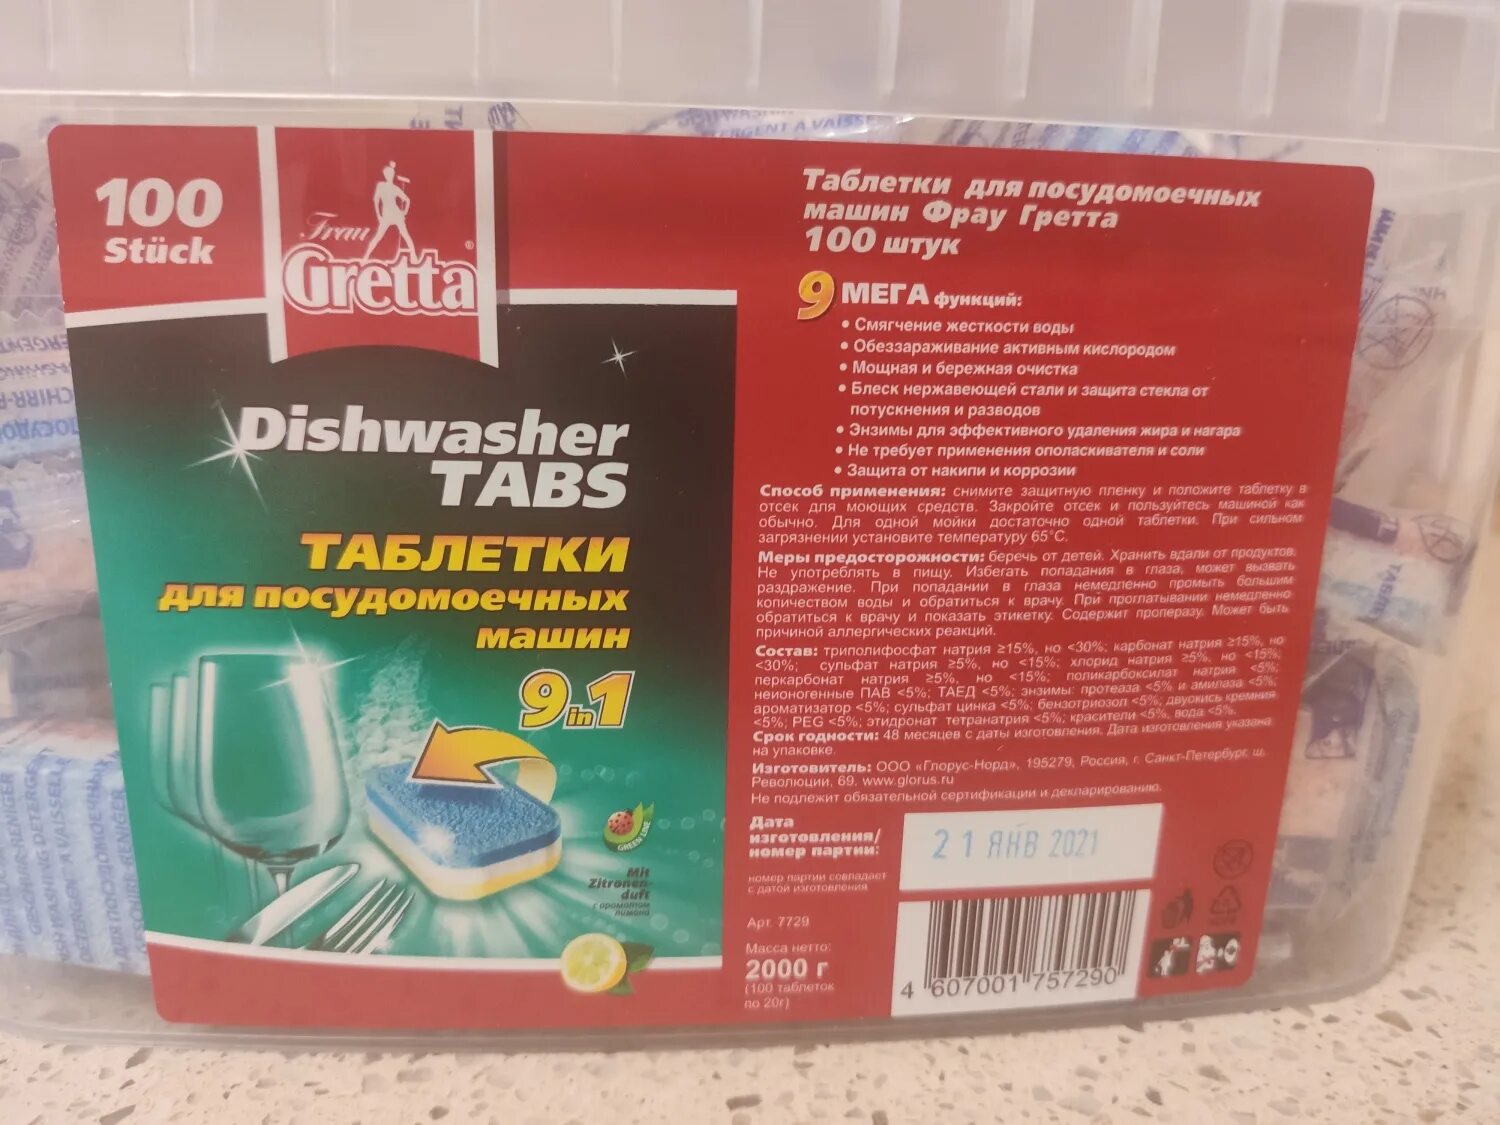 100
Stück
Frau
Gretta
®
Dishwasher
TABS
ТАБЛЕТКИ
для посудомоечных
машин
9 in 1
GREEN LINE
Mit
Zitronen-
duft
с ароматом
лимона
Таблетки для посудомоечных
машин Фрау Гретта
100 штук
9 МЕГА функций:
• Смягчение жесткости воды
• Обеззараживание активным кислородом
• Мощная и бережная очистка
• Блеск нержавеющей стали и защита стекла от
потускнения и разводов
• Энзимы для эффективного удаления жира и нагара
• Не требует применения ополаскивателя и соли
• Защита от накипи и коррозии
Способ применения: снимите защитную пленку и положите таблетку в
отсек для моющих средств. Закройте отсек и пользуйтесь машиной как
обычно. Для одной мойки достаточно одной таблетки. При сильном
загрязнении установите температуру 65°С.
Меры предосторожности: беречь от детей. Хранить вдали от продуктов.
Не употреблять в пищу. Избегать попадания в глаза, может вызвать
раздражение. При попадании в глаза немедленно промыть большим
копичеством воды и обратиться к врачу. При проглатывании немедленно
обратиться к врачу и показать этикетку. Содержит проперазу. Может быть
причиной аллергических реакций.
Состав: триполифосфат натрия ≥15%, но <30%; карбонат натрия ≥15%, но
<30%; сульфат натрия ≥5%, но <15%; хлорид натрия ≥5%, но <15%;
перкарбонат натрия ≥5%, но <15%; поликарбоксилат натрия <5%;
неионогенные ПАВ <5%; ТАЕД <5%; энзимы: протеаза <5% и амилаза <5%,
ароматизатор <5%; сульфат цинка <5%; бензотриозол <5%; двуокись кремния
<5%; PEG <5%; этидронат тетранатрия <5%; красители <5%, вода <5%.
Срок годности: 48 месяцев с даты изготовления. Дата изготовления указана
на упаковке.
Изготовитель: ООО «Глорус-Норд», 195279, Россия, г. Санкт-Петербург, ш.
Революции, 69, www.glorus.ru
Не подлежит обязательной сертификации и декларированию.
Дата
изготовления/
номер партии:
21 ЯНВ 2021
номер партии совпадает
с датой изготовления
Арт. 7729
Масса нетто:
2000 г
(100 таблеток
по 20г)
4 607001 757290